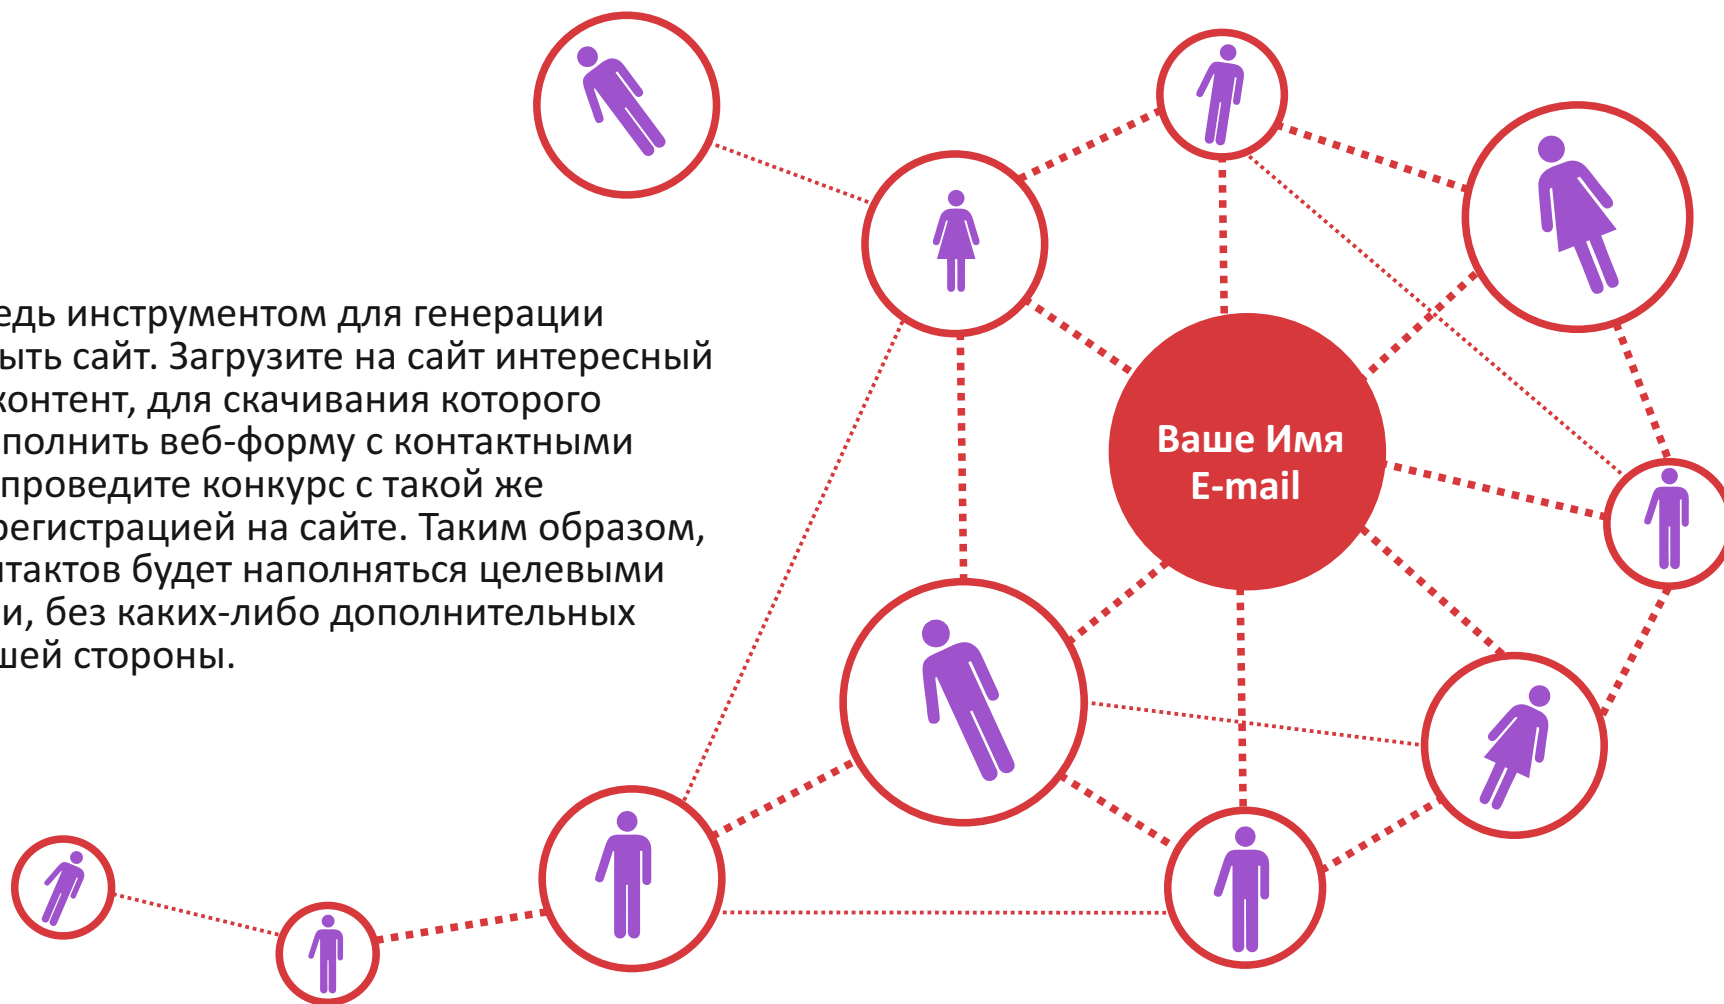 едь инструментом для генерации
ыть сайт. Загрузите на сайт интересный
контент, для скачивания которого
полнить веб-форму с контактными
проведите конкурс с такой же
регистрацией на сайте. Таким образом,
нтактов будет наполняться целевыми
и, без каких-либо дополнительных
шей стороны.
Ваше Имя
E-mail